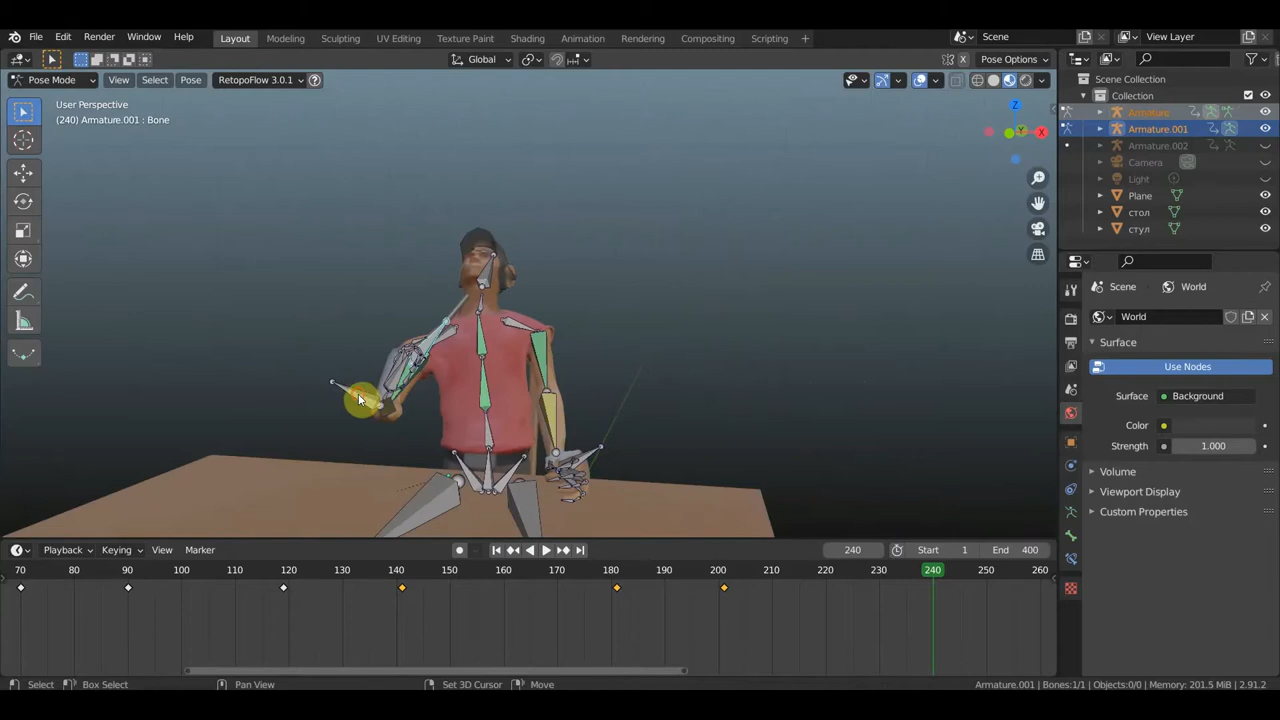 File Edit Render Window Help Layout Modeling Sculpting UV Editing Texture Paint Shading Animation Rendering Compositing Scripting + Scene View Layer
Global X Pose Options
Pose Mode View Select Pose RetopoFlow 3.0.1
User Perspective
(240) Armature.001 : Bone
Z
Y
X
Scene Collection
Collection
Armature
Armature.001
Armature.002
Camera
Light
Plane
стол
стул
Scene World
World
Surface
Use Nodes
Surface Background
Color
Strength 1.000
Volume
Viewport Display
Custom Properties
Playback Keying View Marker 240 Start 1 End 400
70 80 90 100 110 120 130 140 150 160 170 180 190 200 210 220 230 240 250 260
Select Box Select Pan View Set 3D Cursor Move Armature.001 | Bones:1/1 | Objects:0/0 | Memory: 201.5 MiB | 2.91.2